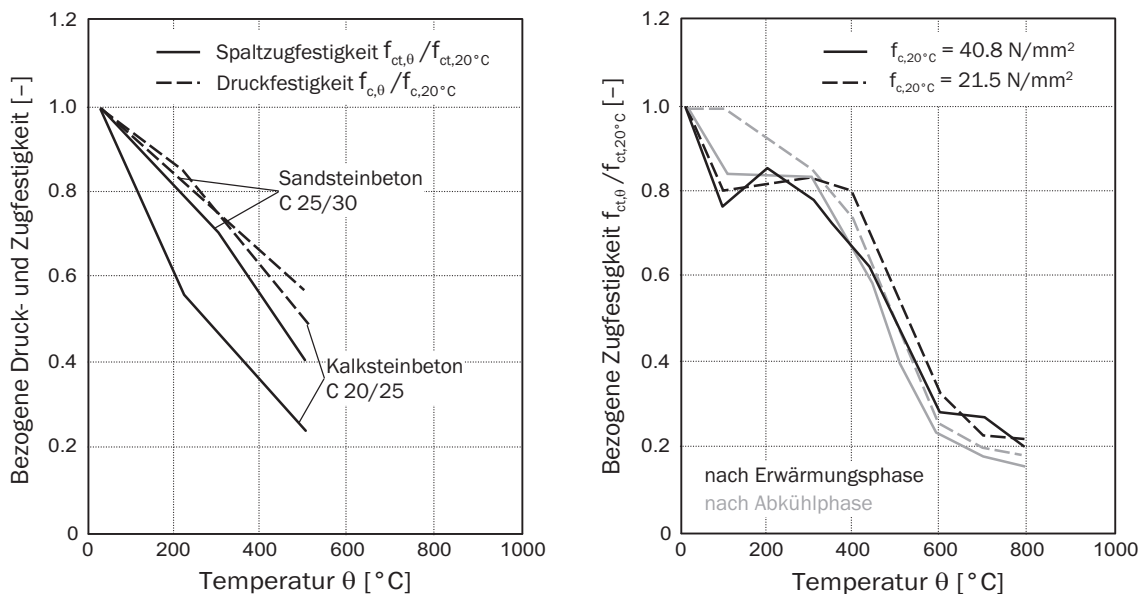 Bezogene Druck- und Zugfestigkeit [–]
1.2
1.0
0.8
0.6
0.4
0.2
0
Spaltzugfestigkeit f_ct,θ /f_ct,20°C
Druckfestigkeit f_c,θ /f_c,20°C
Sandsteinbeton
C 25/30
Kalksteinbeton
C 20/25
0 200 400 600 800 1000
Temperatur θ [°C]
Bezogene Zugfestigkeit f_ct,θ /f_ct,20°C [–]
1.2
1.0
0.8
0.6
0.4
0.2
0
f_c,20°C = 40.8 N/mm²
f_c,20°C = 21.5 N/mm²
nach Erwärmungsphase
nach Abkühlphase
0 200 400 600 800 1000
Temperatur θ [°C]